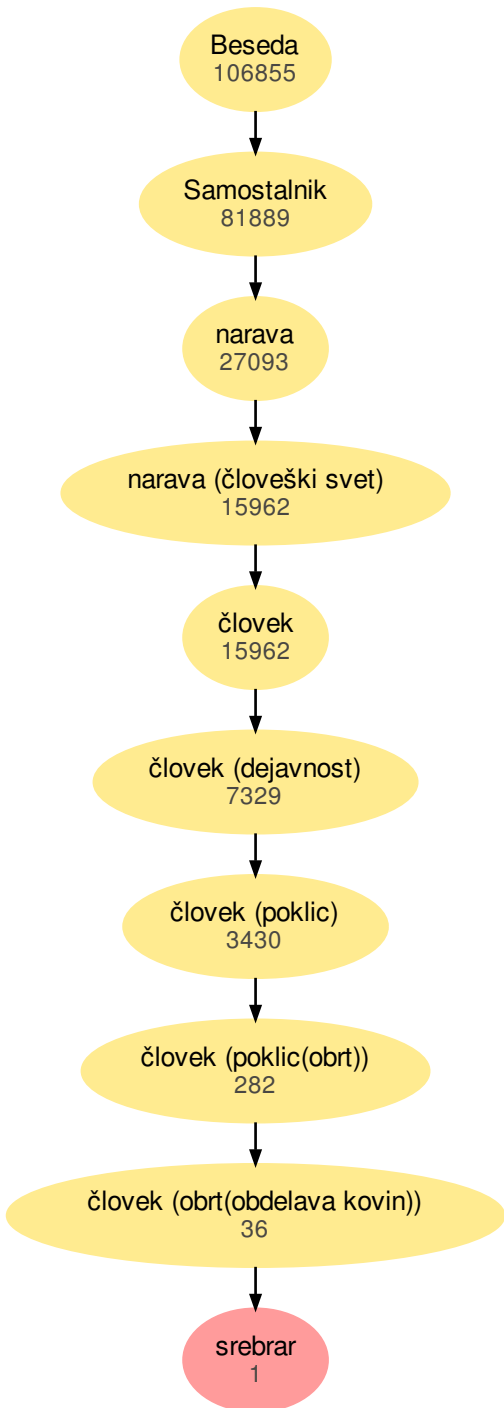 Beseda
106855
Samostalnik
81889
narava
27093
narava (človeški svet)
15962
človek
15962
človek (dejavnost)
7329
človek (poklic)
3430
človek (poklic(obrt))
282
človek (obrt(obdelava kovin))
36
srebrar
1